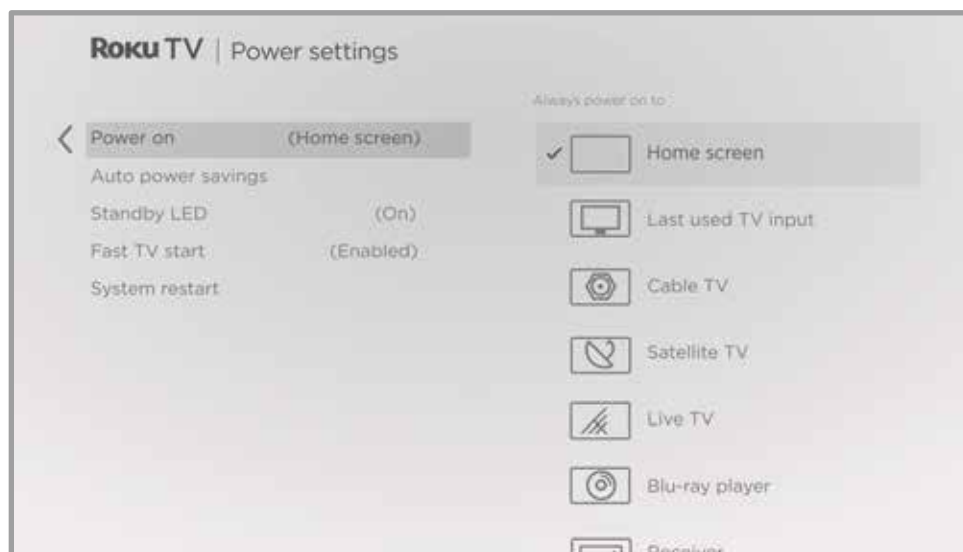 Roku TV | Power settings
Always power on to
Power on (Home screen)
Auto power savings
Standby LED (On)
Fast TV start (Enabled)
System restart
Home screen
Last used TV input
Cable TV
Satellite TV
Live TV
Blu-ray player
Receiver